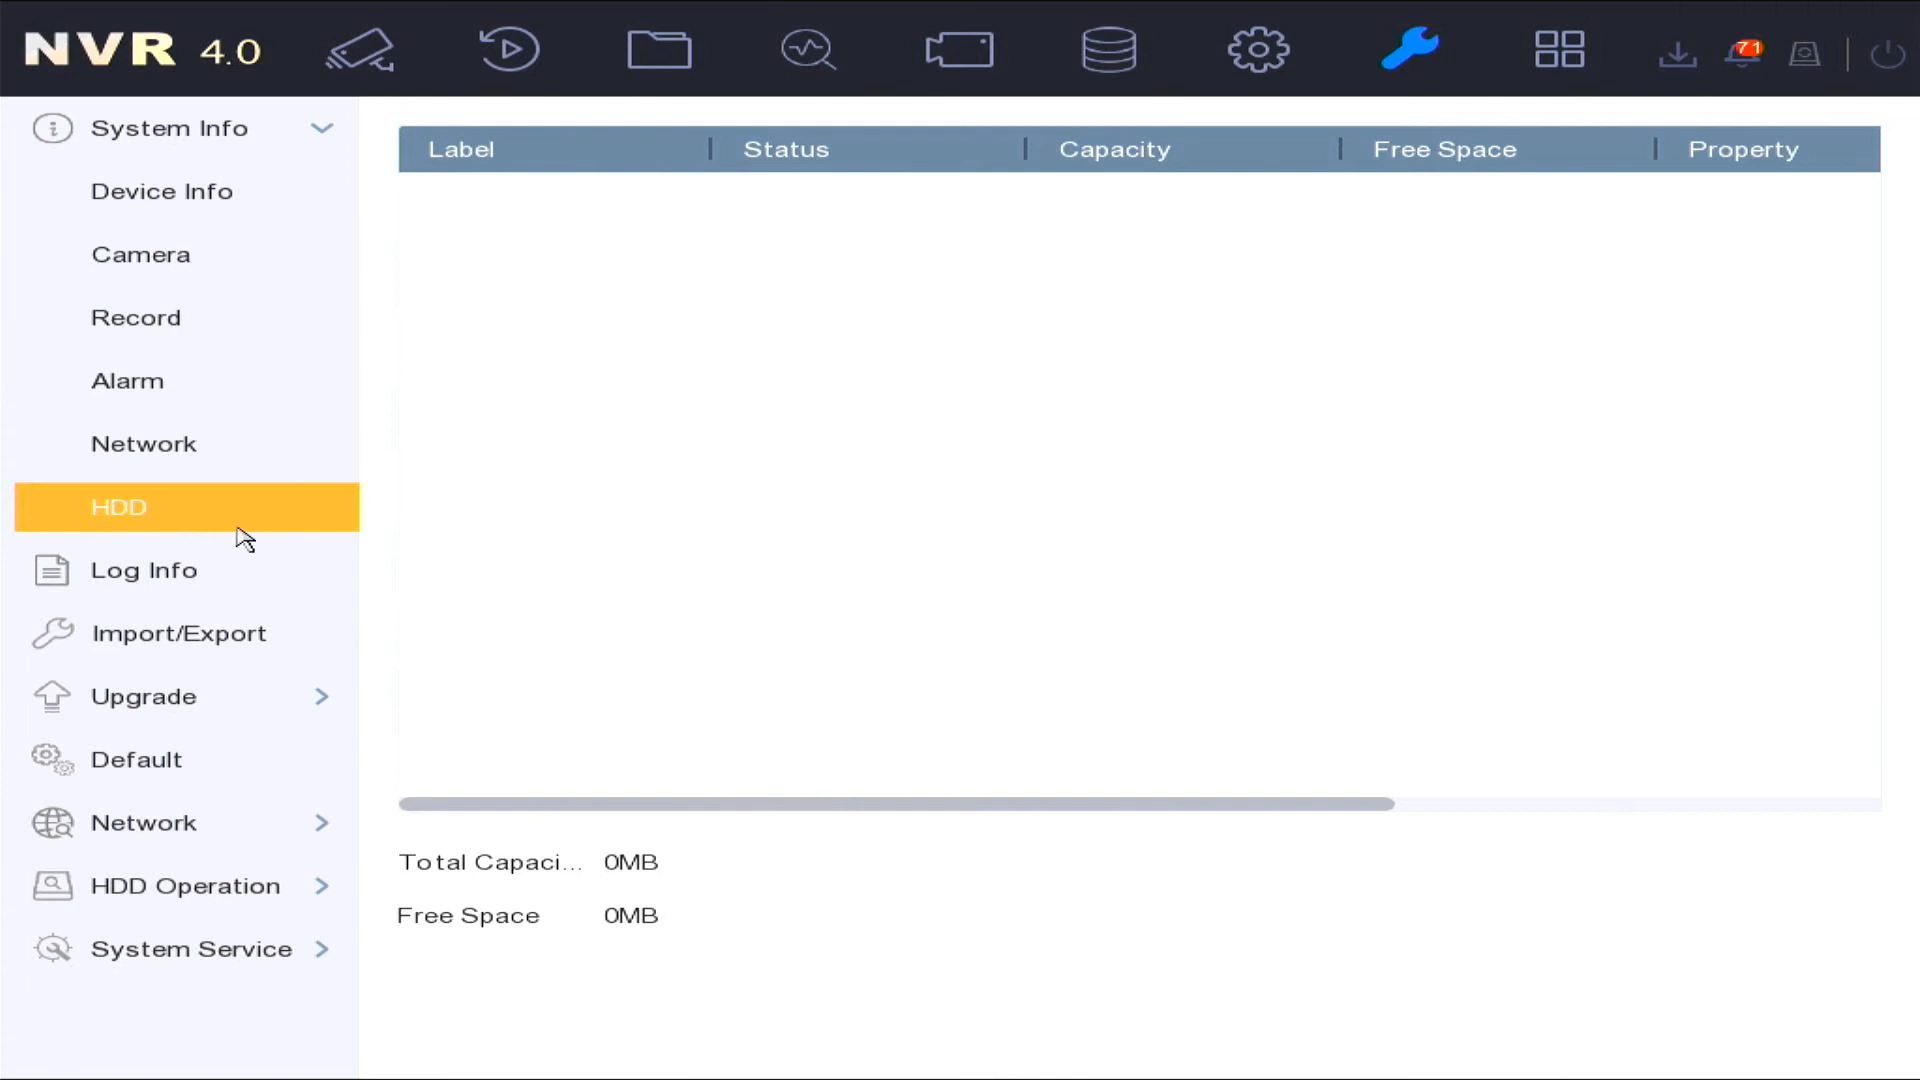 NVR 4.0
71
System Info
Device Info
Camera
Record
Alarm
Network
HDD
Log Info
Import/Export
Upgrade
Default
Network
HDD Operation
System Service
Label Status Capacity Free Space Property
Total Capaci... 0MB
Free Space 0MB